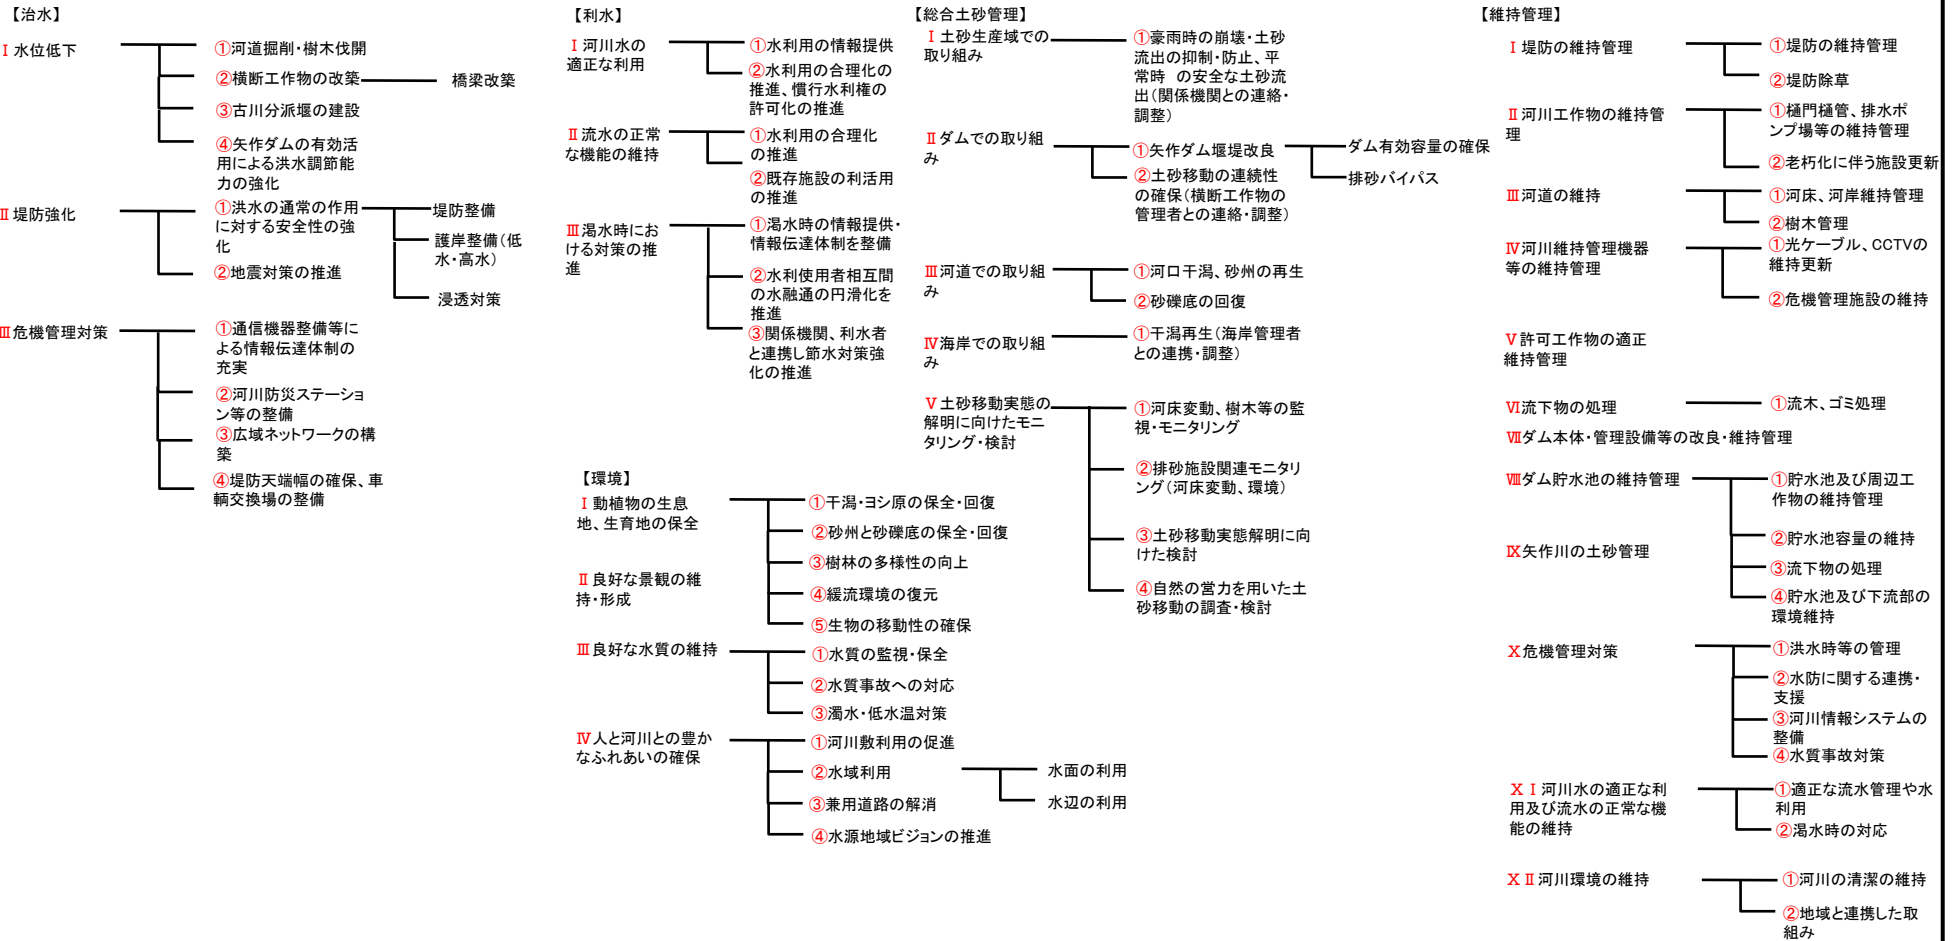 【治水】
Ⅰ 水位低下
①河道掘削・樹木伐開
②横断工作物の改築
橋梁改築
③古川分派堰の建設
④矢作ダムの有効活
用による洪水調節能
力の強化
Ⅱ 堤防強化
①洪水の通常の作用
に対する安全性の強
化
堤防整備
護岸整備(低
水・高水)
浸透対策
②地震対策の推進
Ⅲ危機管理対策
①通信機器整備等に
よる情報伝達体制の
充実
②河川防災ステーショ
ン等の整備
③広域ネットワークの構
築
④堤防天端幅の確保、車
輌交換場の整備
【利水】
Ⅰ 河川水の
適正な利用
①水利用の情報提供
②水利用の合理化の
推進、慣行水利権の
許可化の推進
Ⅱ 流水の正常
な機能の維持
①水利用の合理化
の推進
②既存施設の利活用
の推進
Ⅲ 渇水時にお
ける対策の推
進
①渇水時の情報提供・
情報伝達体制を整備
②水利使用者相互間
の水融通の円滑化を
推進
③関係機関、利水者
と連携し節水対策強
化の推進
【環境】
Ⅰ 動植物の生息
地、生育地の保全
①干潟・ヨシ原の保全・回復
②砂州と砂礫底の保全・回復
③樹林の多様性の向上
④緩流環境の復元
⑤生物の移動性の確保
Ⅱ 良好な景観の維
持・形成
Ⅲ 良好な水質の維持
①水質の監視・保全
②水質事故への対応
③濁水・低水温対策
Ⅳ人と河川との豊か
なふれあいの確保
①河川敷利用の促進
②水域利用
水面の利用
水辺の利用
③兼用道路の解消
④水源地域ビジョンの推進
【総合土砂管理】
Ⅰ 土砂生産域での
取り組み
①豪雨時の崩壊・土砂
流出の抑制・防止、平
常時 の安全な土砂流
出(関係機関との連絡・
調整)
Ⅱダムでの取り組
み
①矢作ダム堰堤改良
ダム有効容量の確保
排砂バイパス
②土砂移動の連続性
の確保(横断工作物の
管理者との連絡・調整)
Ⅲ河道での取り組
み
①河口干潟、砂州の再生
②砂礫底の回復
Ⅳ海岸での取り組
み
①干潟再生(海岸管理者
との連携・調整)
Ⅴ 土砂移動実態の
解明に向けたモニ
タリング・検討
①河床変動、樹木等の監
視・モニタリング
②排砂施設関連モニタリ
ング(河床変動、環境)
③土砂移動実態解明に向
けた検討
④自然の営力を用いた土
砂移動の調査・検討
【維持管理】
Ⅰ 堤防の維持管理
①堤防の維持管理
②堤防除草
Ⅱ河川工作物の維持管
理
①樋門樋管、排水ポ
ンプ場等の維持管理
②老朽化に伴う施設更新
Ⅲ河道の維持
①河床、河岸維持管理
②樹木管理
Ⅳ河川維持管理機器
等の維持管理
①光ケーブル、CCTVの
維持更新
②危機管理施設の維持
Ⅴ 許可工作物の適正
維持管理
Ⅵ流下物の処理
①流木、ゴミ処理
Ⅶダム本体・管理設備等の改良・維持管理
Ⅷダム貯水池の維持管理
①貯水池及び周辺工
作物の維持管理
②貯水池容量の維持
③流下物の処理
④貯水池及び下流部の
環境維持
Ⅸ矢作川の土砂管理
Ⅹ危機管理対策
①洪水時等の管理
②水防に関する連携・
支援
③河川情報システムの
整備
④水質事故対策
ⅩⅠ河川水の適正な利
用及び流水の正常な機
能の維持
①適正な流水管理や水
利用
②渇水時の対応
ⅩⅡ河川環境の維持
①河川の清潔の維持
②地域と連携した取
組み